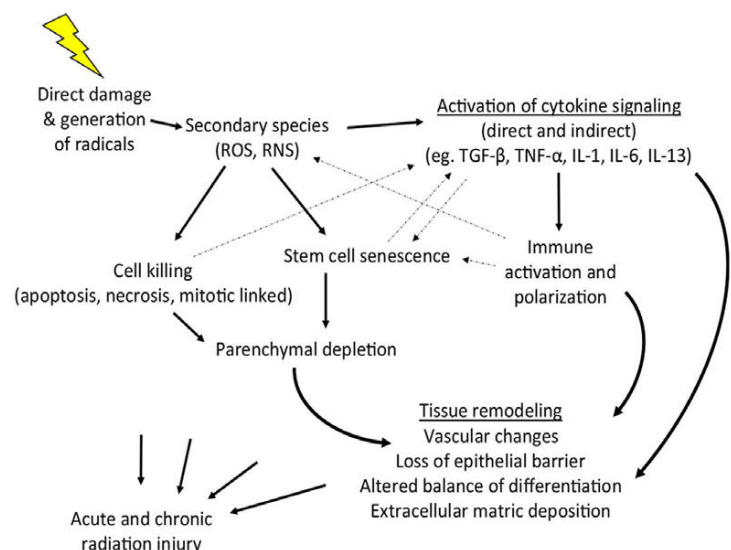 Direct damage
& generation
of radicals
Secondary species
(ROS, RNS)
Activation of cytokine signaling
(direct and indirect)
(eg. TGF-β, TNF-α, IL-1, IL-6, IL-13)
Cell killing
(apoptosis, necrosis, mitotic linked)
Stem cell senescence
Immune
activation and
polarization
Parenchymal depletion
Tissue remodeling
Vascular changes
Loss of epithelial barrier
Altered balance of differentiation
Extracellular matric deposition
Acute and chronic
radiation injury